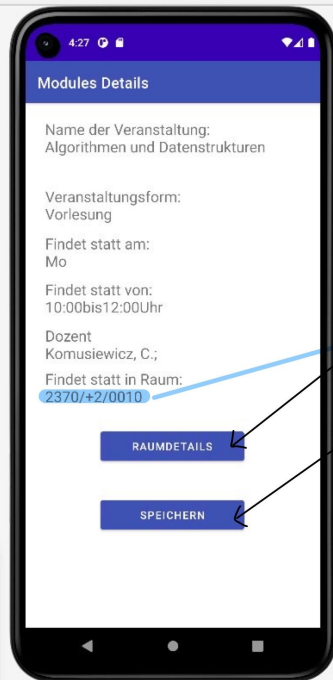 4:27
Modules Details
Name der Veranstaltung:
Algorithmen und Datenstrukturen
Veranstaltungsform:
Vorlesung
Findet statt am:
Mo
Findet statt von:
10:00bis12:00Uhr
Dozent
Komusiewicz, C.;
Findet statt in Raum:
2370/+2/0010
RAUMDETAILS
SPEICHERN